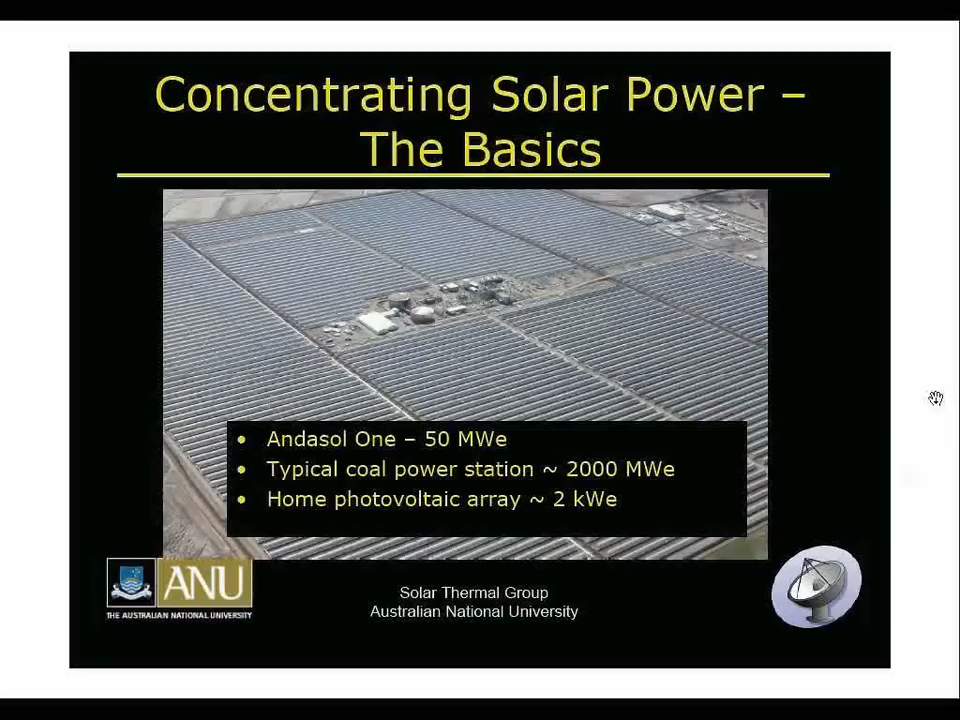 Concentrating Solar Power –
The Basics
• Andasol One – 50 MWe
• Typical coal power station ~ 2000 MWe
• Home photovoltaic array ~ 2 kWe
ANU
THE AUSTRALIAN NATIONAL UNIVERSITY
Solar Thermal Group
Australian National University